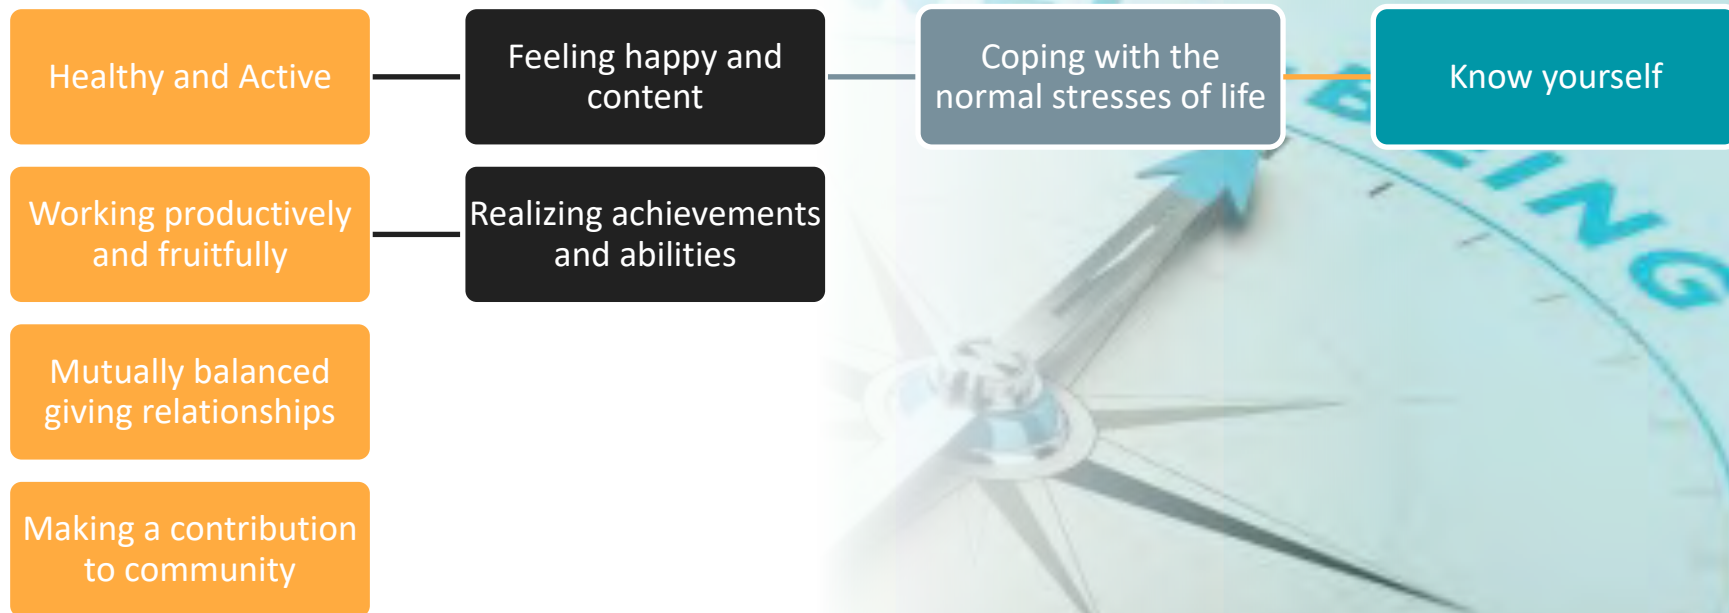 Healthy and Active
Feeling happy and
content
Coping with the
normal stresses of life
Know yourself
Working productively
and fruitfully
Realizing achievements
and abilities
Mutually balanced
giving relationships
Making a contribution
to community